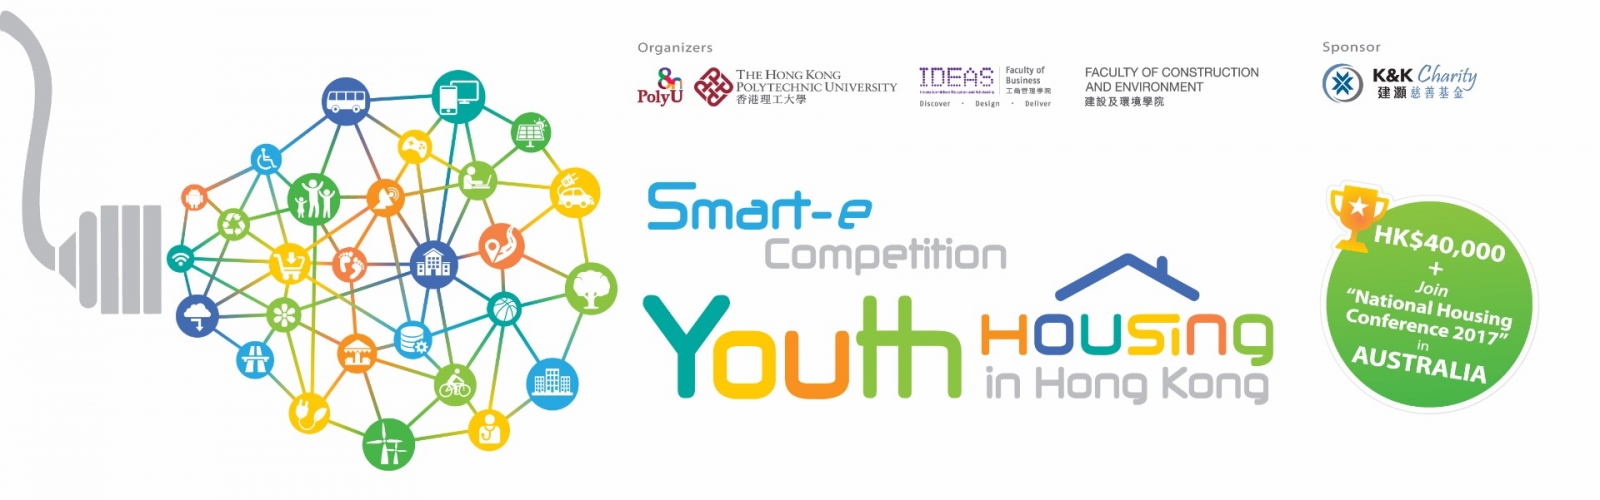 Organizers
PolyU
THE HONG KONG
POLYTECHNIC UNIVERSITY
香港理工大學
IDEAS
Discover · Design · Deliver
Faculty of
Business
工商管理學院
FACULTY OF CONSTRUCTION
AND ENVIRONMENT
建設及環境學院
Sponsor
K&K Charity
建灝慈善基金
Smart-e
Competition
Youth Housing
in Hong Kong
HK$40,000
+
Join
“National Housing
Conference 2017”
in
AUSTRALIA